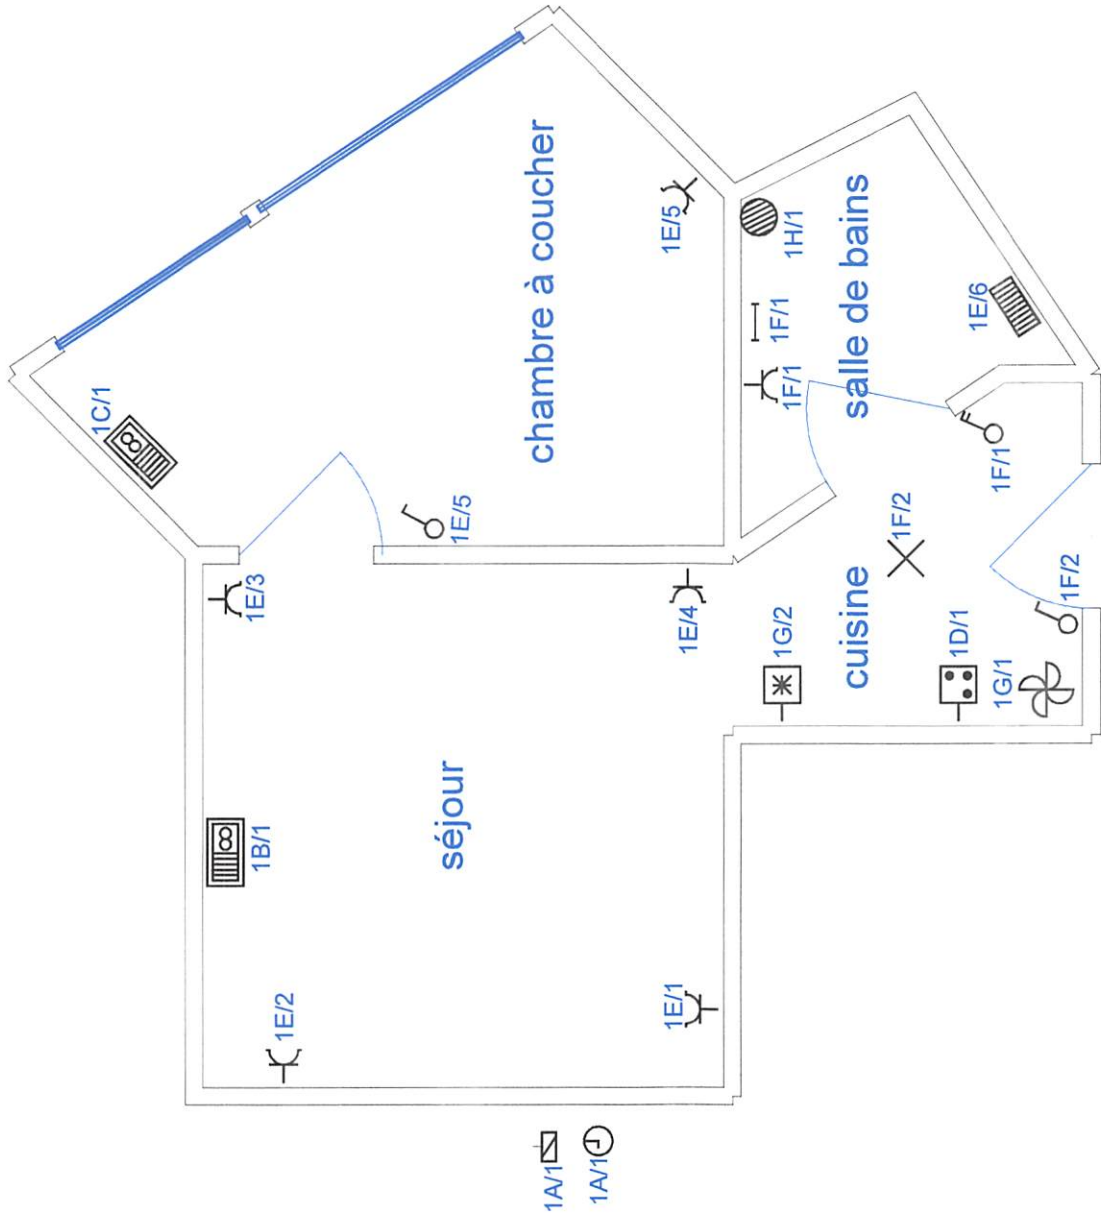 1C/1
chambre à coucher
1E/5
1E/5
1E/3
1E/4
séjour
1B/1
1E/2
1E/1
1A/1
1A/1
salle de bains
1H/1
1F/1
1F/1
1E/6
1F/1
cuisine
1F/2
1G/2
1D/1
1G/1
1F/2